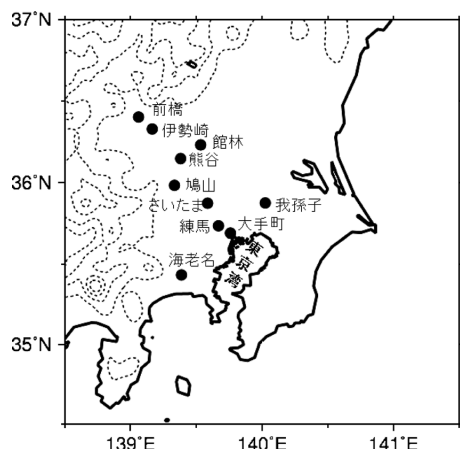 37°N
前橋
伊勢崎
館林
熊谷
36°N
鳩山
さいたま
我孫子
練馬
大手町
東京湾
海老名
35°N
139°E
140°E
141°E